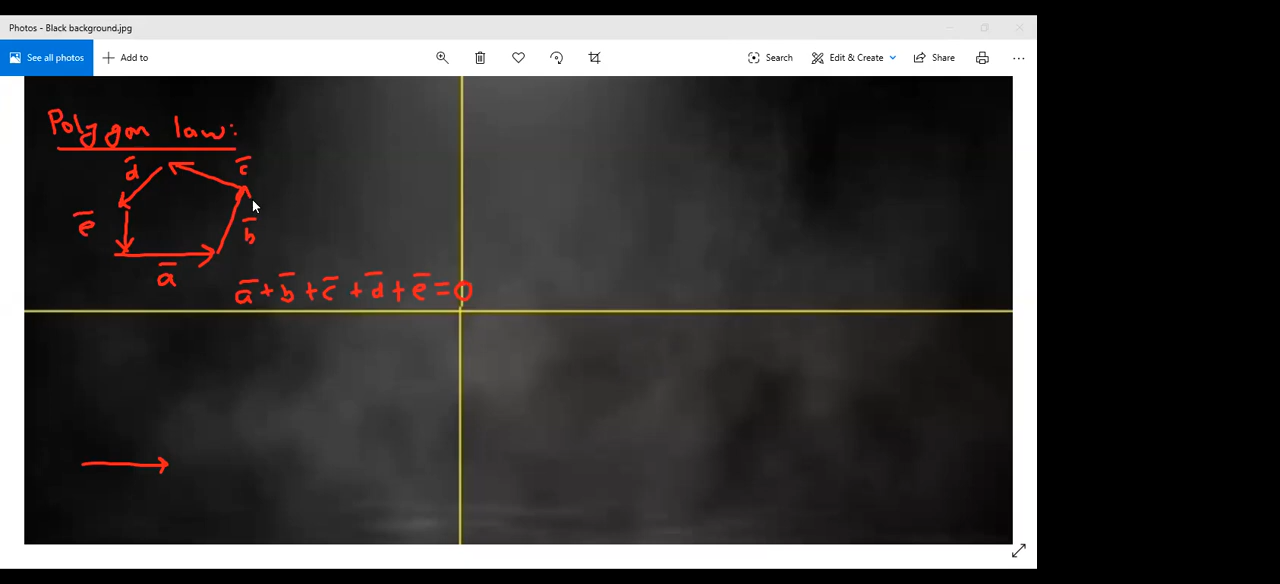 Photos - Black background.jpg
See all photos
Add to
Search
Edit & Create
Share
Polygon law:
d̄
c̄
ē
b̄
ā
ā + b̄ + c̄ + d̄ + ē = 0